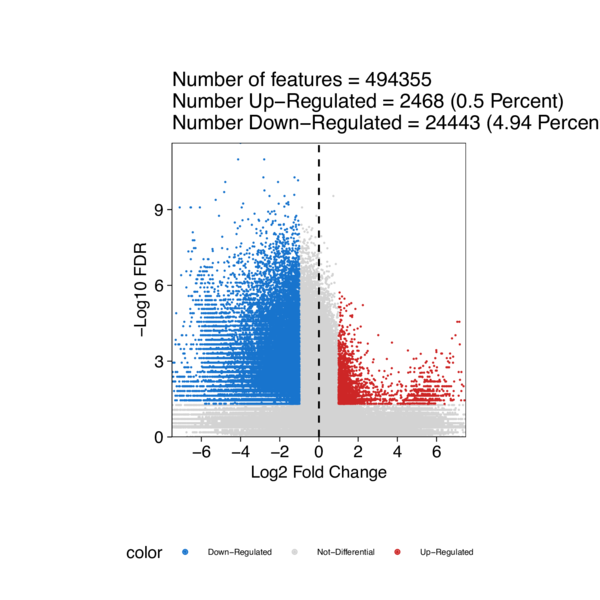 Number of features = 494355
Number Up−Regulated = 2468 (0.5 Percent)
Number Down−Regulated = 24443 (4.94 Percen
9
6
3
0
−Log10 FDR
−6 −4 −2 0 2 4 6
Log2 Fold Change
color Down−Regulated Not−Differential Up−Regulated